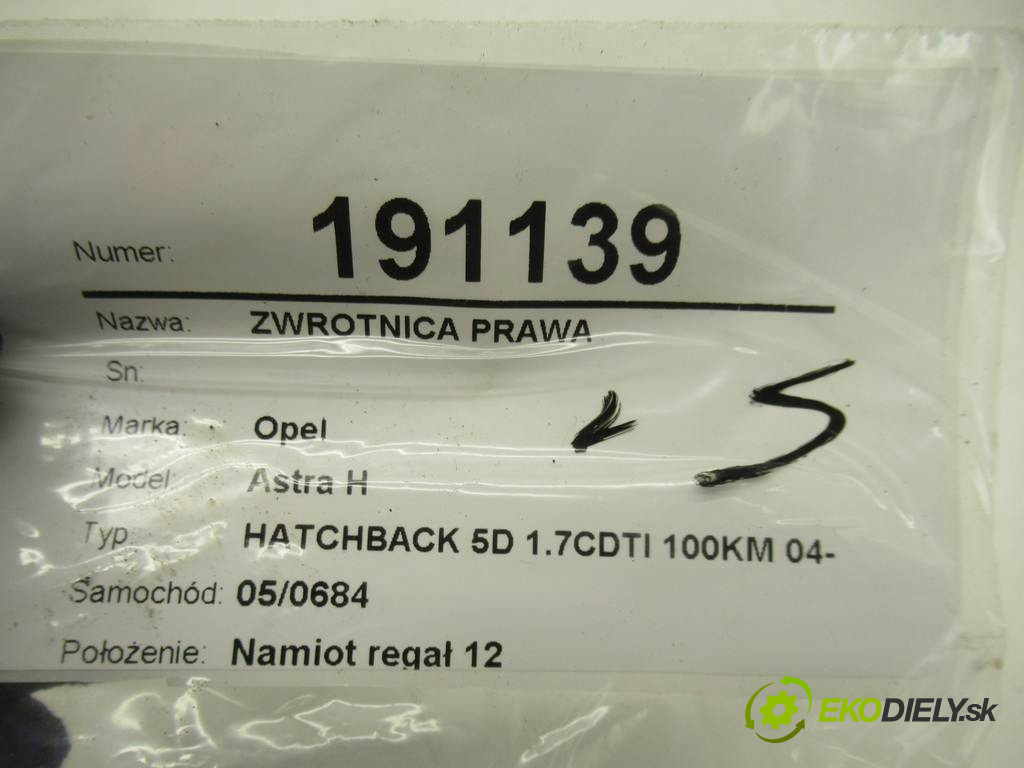 Numer: 191139
Nazwa: ZWROTNICA PRAWA
Sn:
Marka: Opel
Model: Astra H
Typ: HATCHBACK 5D 1.7CDTI 100KM 04-
Samochód: 05/0684
Położenie: Namiot regał 12
5
EKODIELY.sk